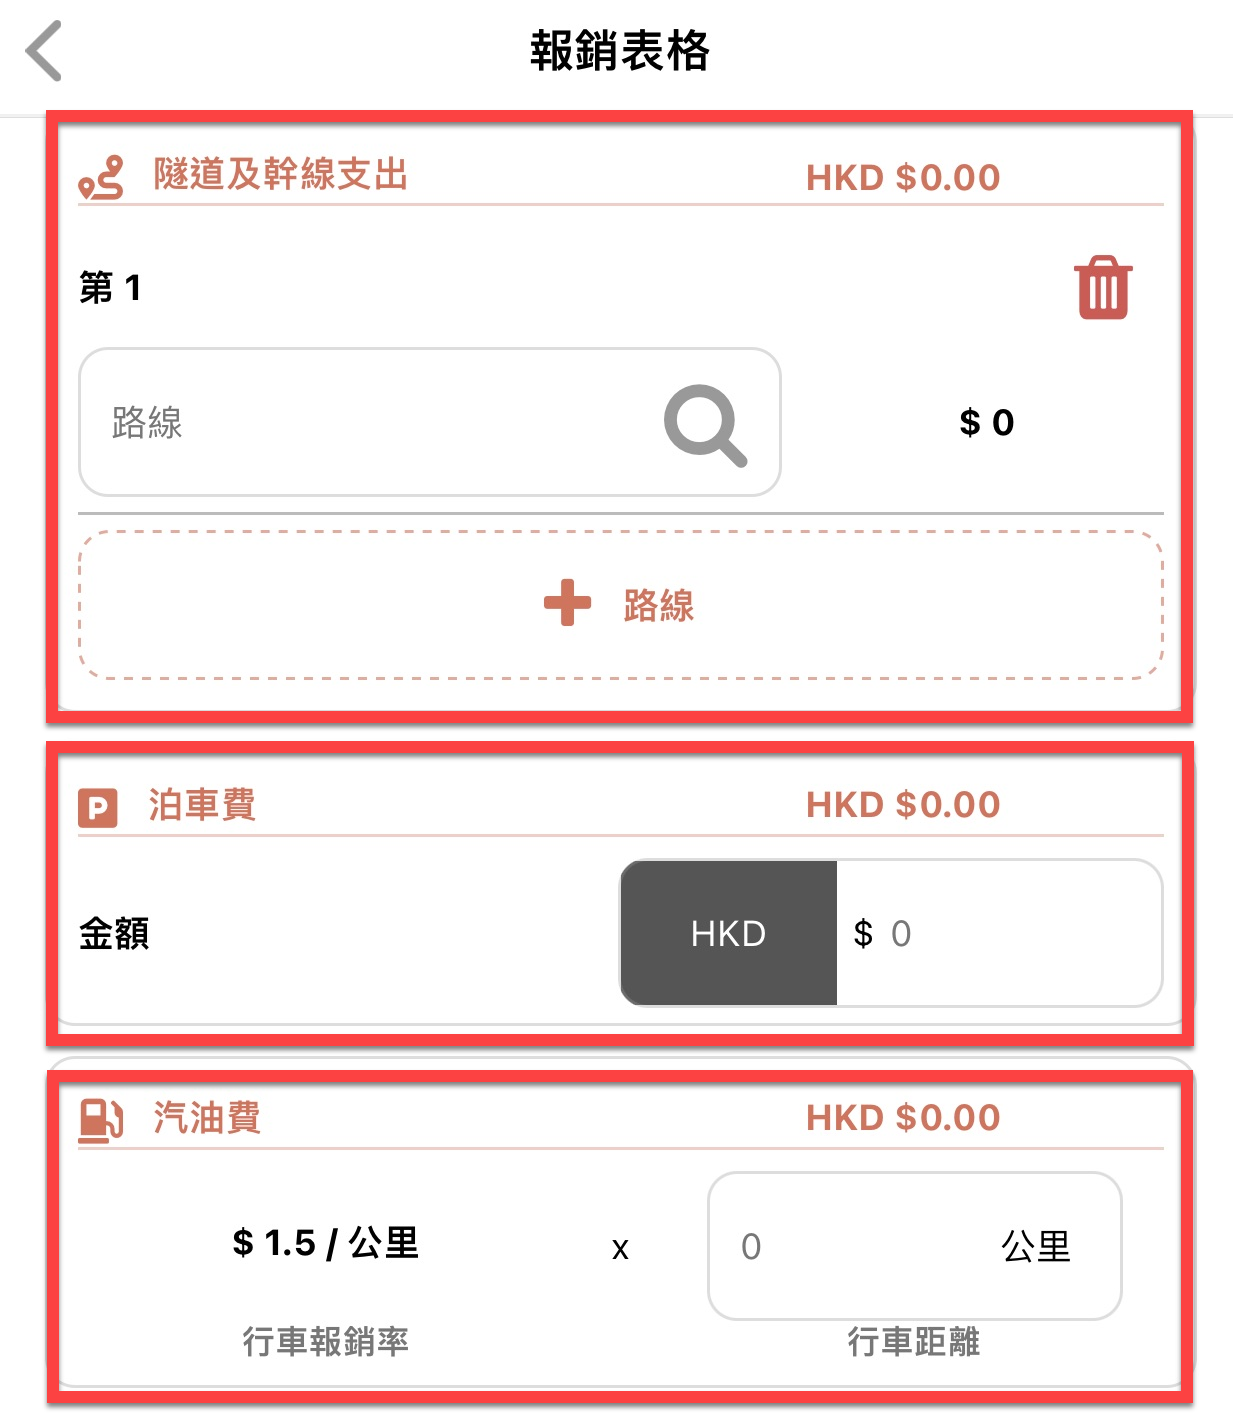 報銷表格
隧道及幹線支出 HKD $0.00
第 1
路線 $ 0
路線
P 泊車費 HKD $0.00
金額 HKD $ 0
汽油費 HKD $0.00
$ 1.5 / 公里 x 0 公里
行車報銷率 行車距離